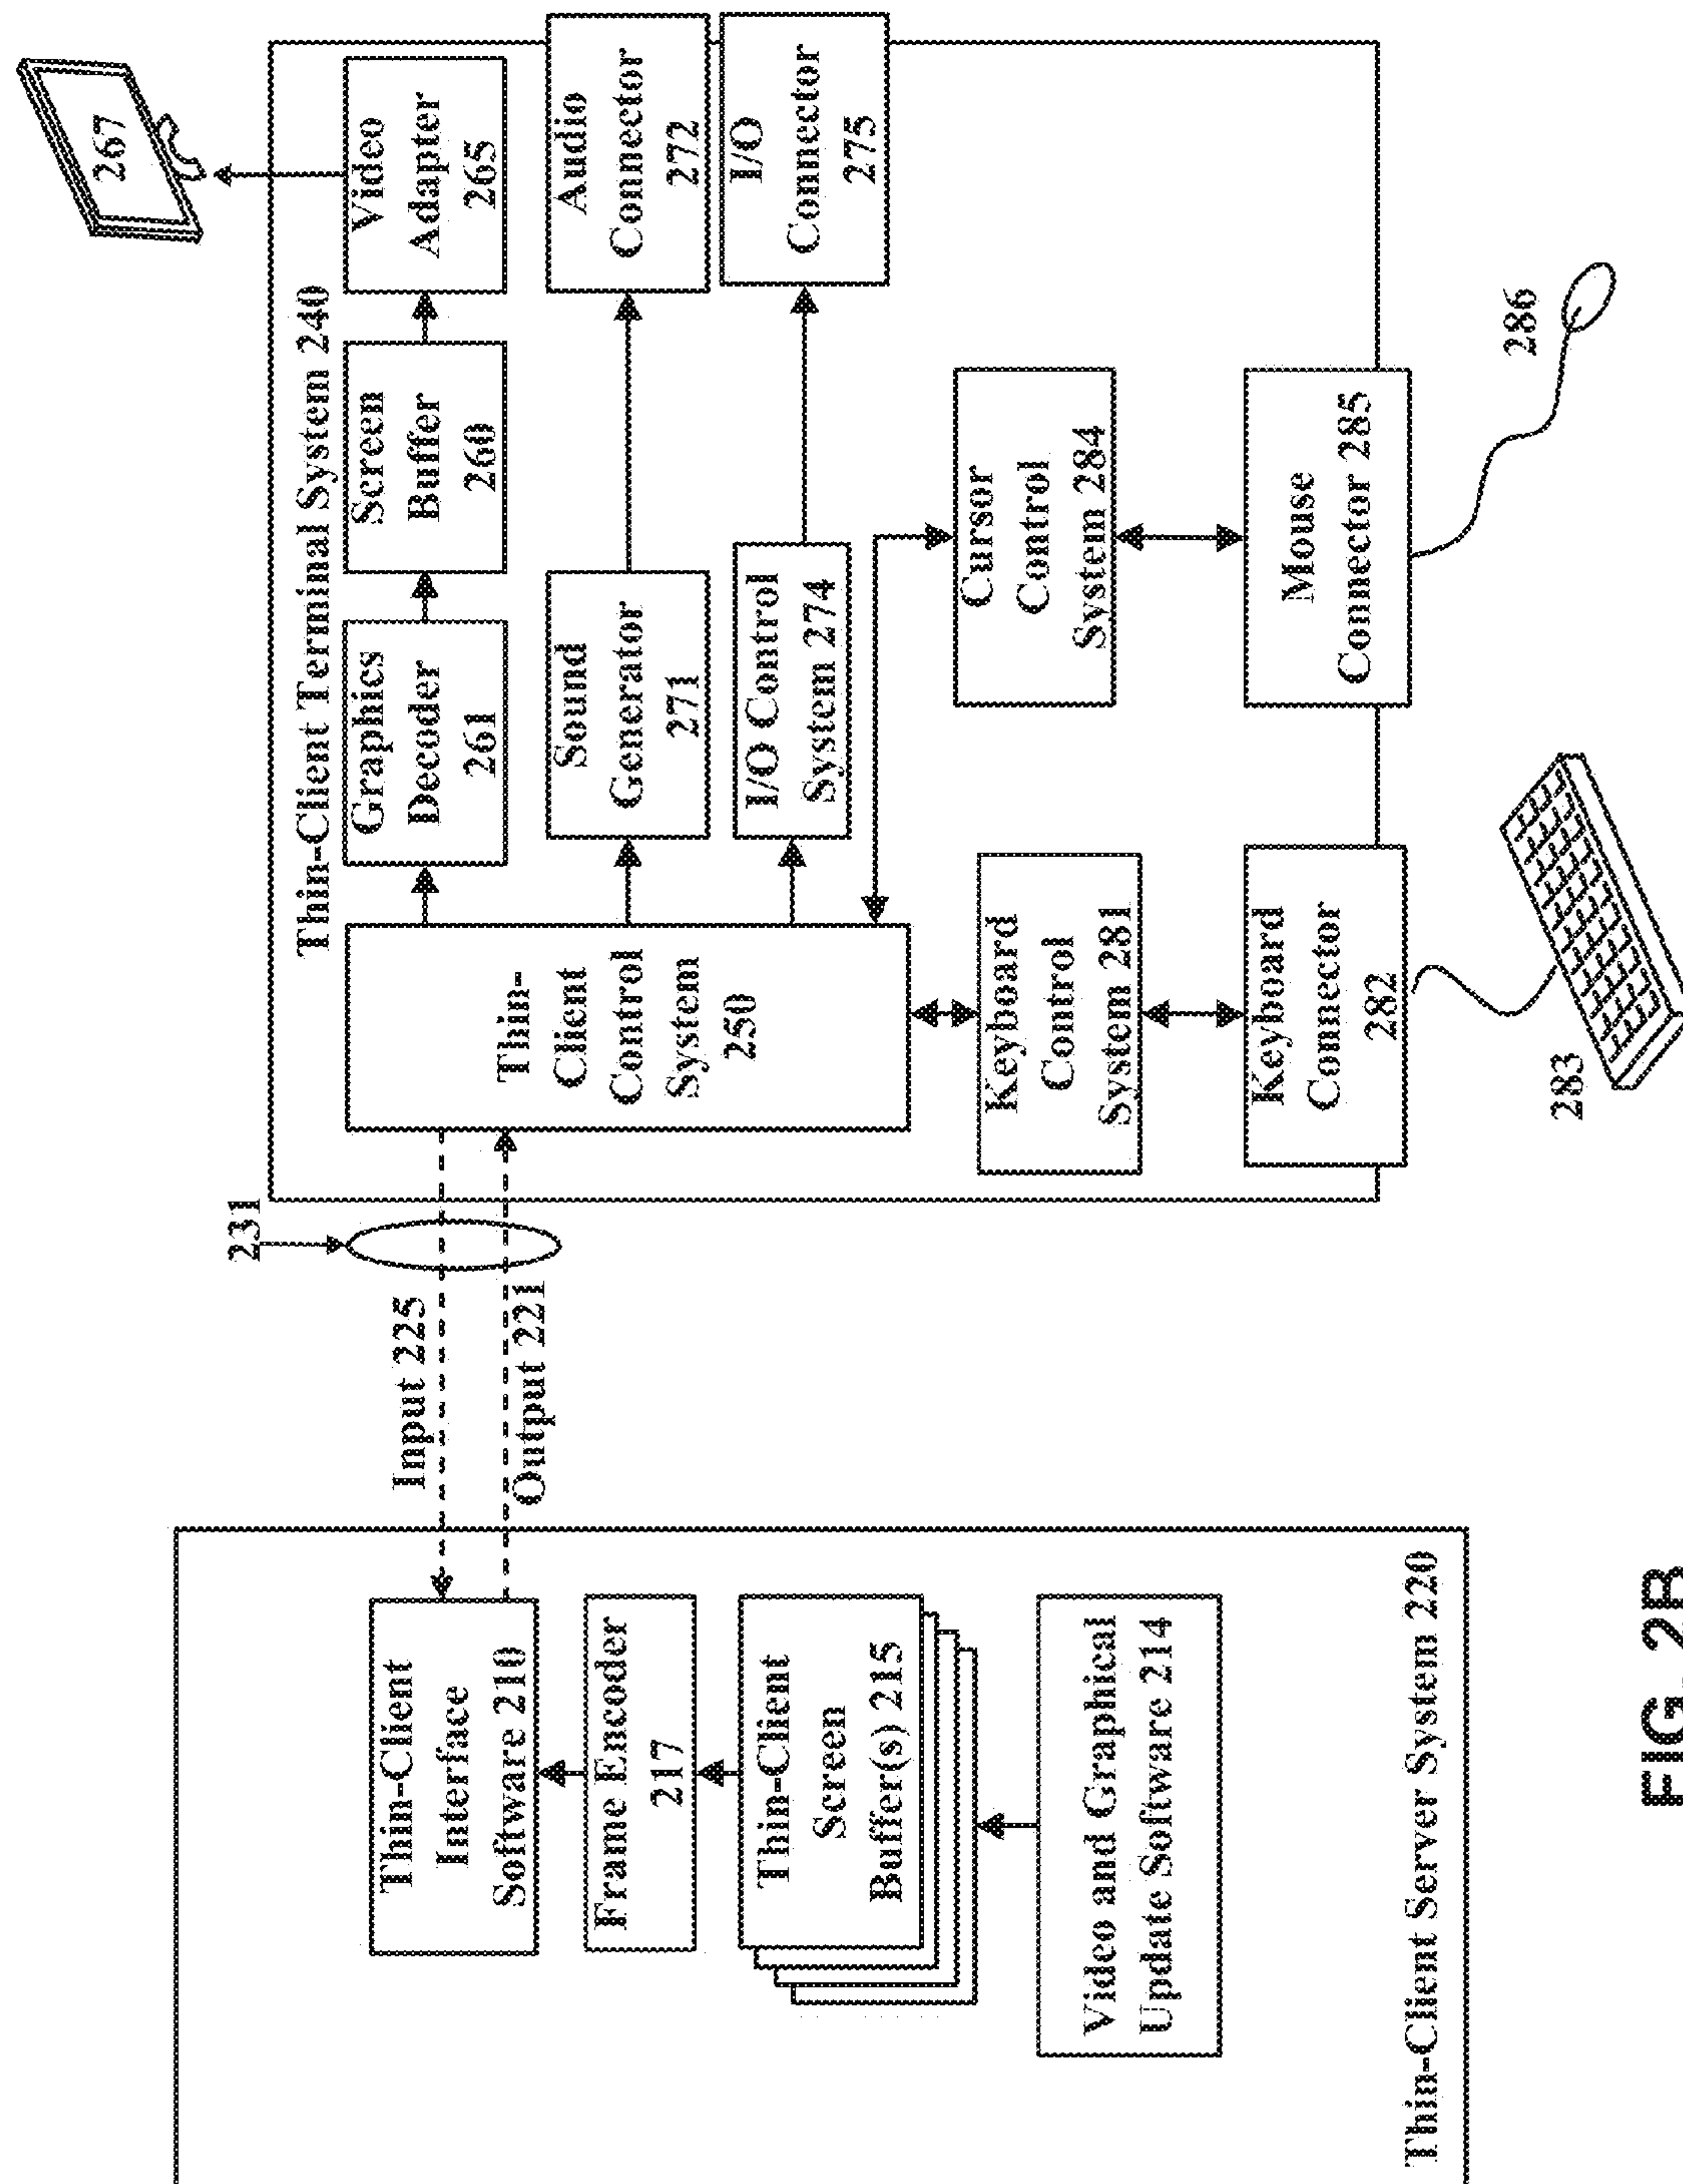 Thin-Client
Interface
Software 210
Frame Encoder
217
Thin-Client
Screen
Buffer(s) 215
Video and Graphical
Update Software 214
Thin-Client Server System 220
Input 225
Output 221
231
Thin-Client Terminal System 240
Thin-
Client
Control
System
250
Graphics
Decoder
261
Screen
Buffer
260
Video
Adapter
265
267
Sound
Generator
271
Audio
Connector
272
I/O Control
System 274
I/O
Connector
275
Keyboard
Control
System 281
Cursor
Control
System 284
Keyboard
Connector
282
Mouse
Connector 285
283
286
FIG. 2B